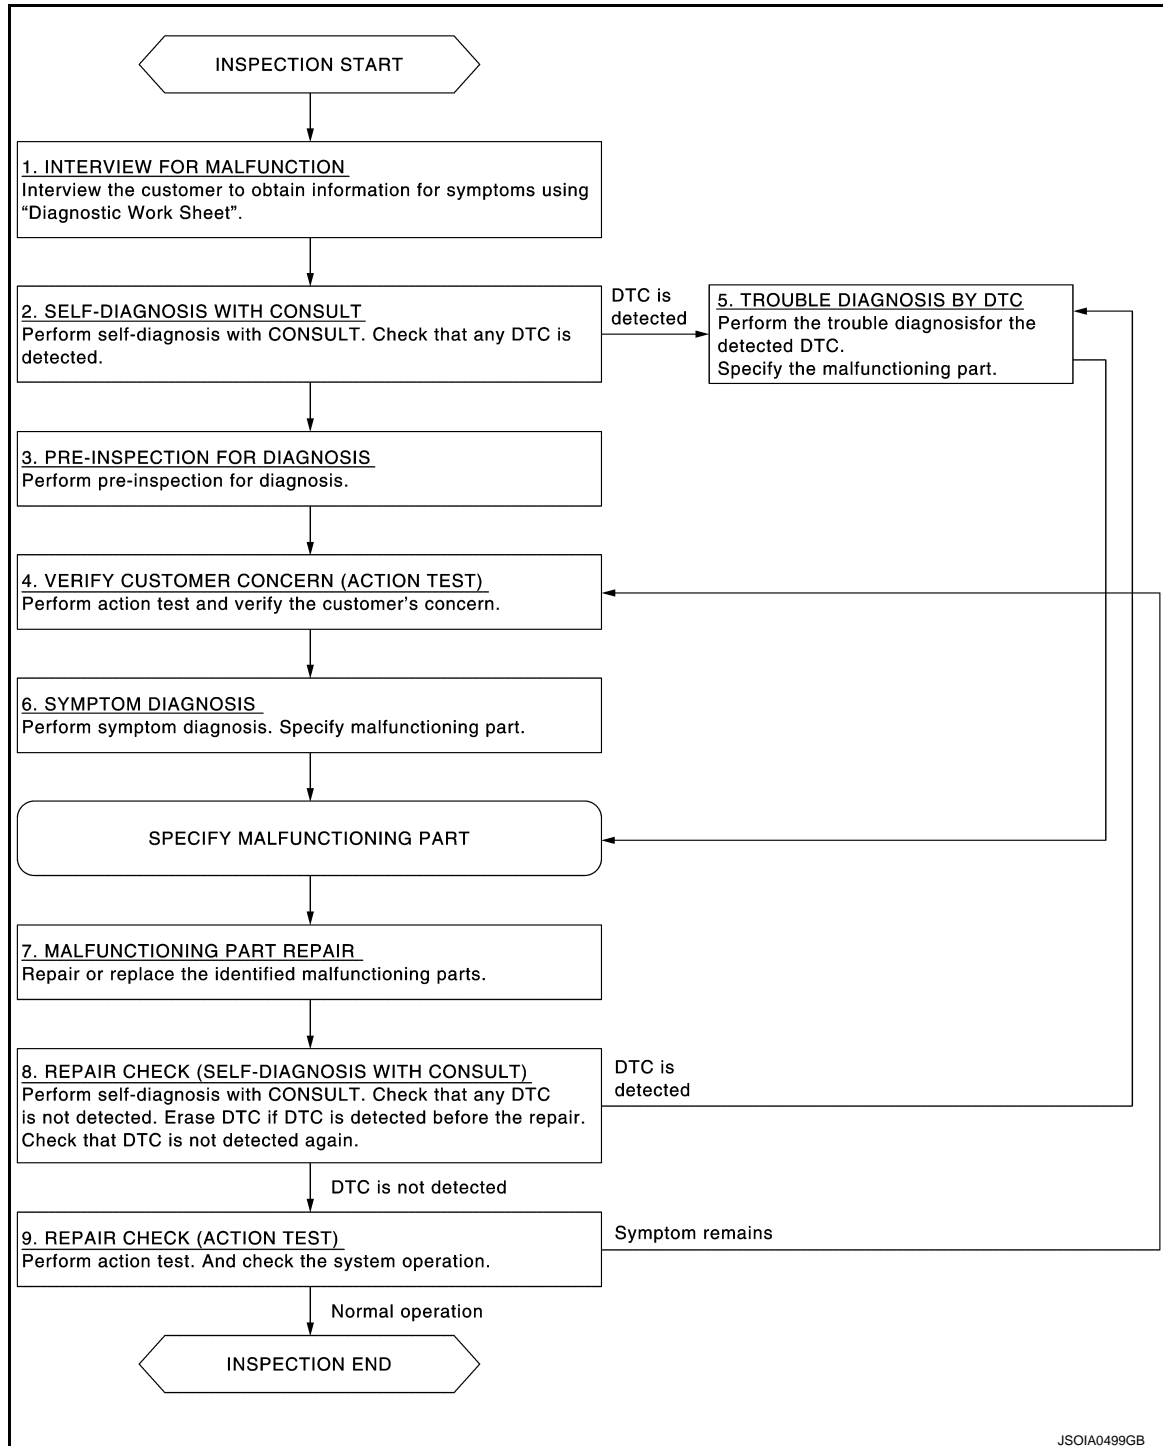 INSPECTION START
1. INTERVIEW FOR MALFUNCTION
Interview the customer to obtain information for symptoms using
“Diagnostic Work Sheet”.
2. SELF-DIAGNOSIS WITH CONSULT
Perform self-diagnosis with CONSULT. Check that any DTC is
detected.
DTC is
detected
5. TROUBLE DIAGNOSIS BY DTC
Perform the trouble diagnosisfor the
detected DTC.
Specify the malfunctioning part.
3. PRE-INSPECTION FOR DIAGNOSIS
Perform pre-inspection for diagnosis.
4. VERIFY CUSTOMER CONCERN (ACTION TEST)
Perform action test and verify the customer’s concern.
6. SYMPTOM DIAGNOSIS
Perform symptom diagnosis. Specify malfunctioning part.
SPECIFY MALFUNCTIONING PART
7. MALFUNCTIONING PART REPAIR
Repair or replace the identified malfunctioning parts.
8. REPAIR CHECK (SELF-DIAGNOSIS WITH CONSULT)
Perform self-diagnosis with CONSULT. Check that any DTC
is not detected. Erase DTC if DTC is detected before the repair.
Check that DTC is not detected again.
DTC is
detected
DTC is not detected
9. REPAIR CHECK (ACTION TEST)
Perform action test. And check the system operation.
Symptom remains
Normal operation
INSPECTION END
JSOIA0499GB